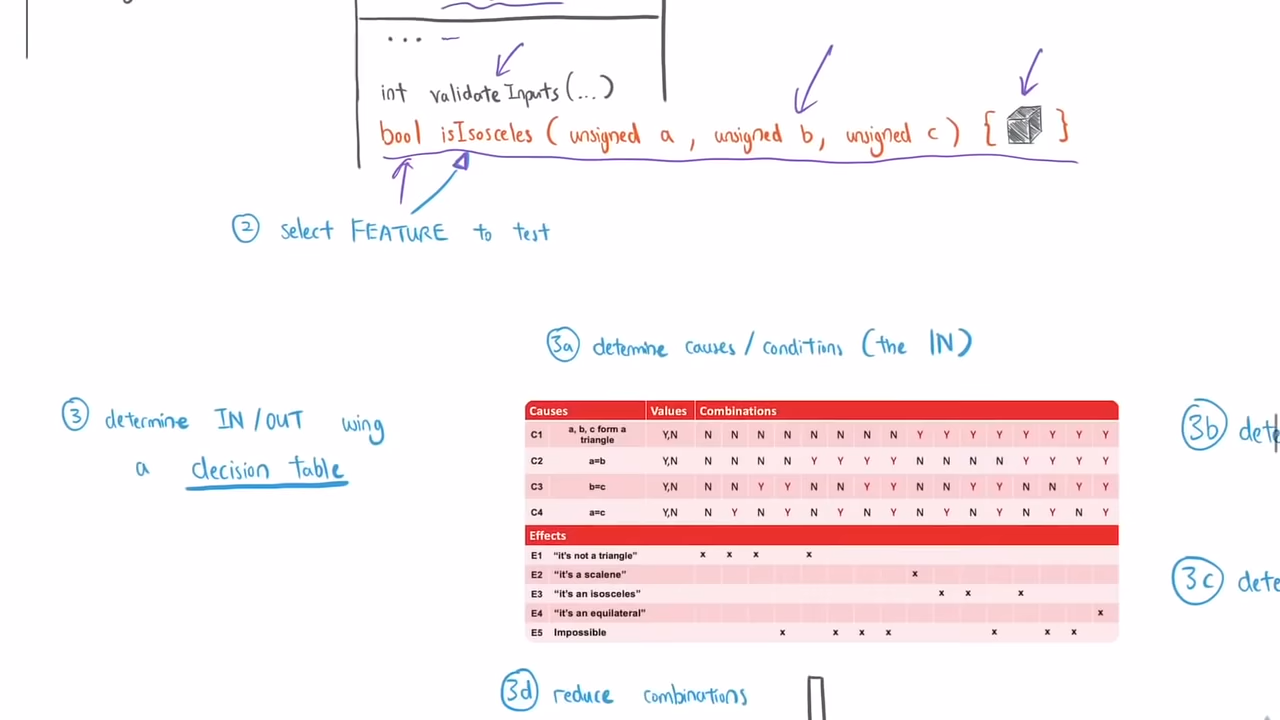 ... –
int validateInputs(...)
bool isIsosceles ( unsigned a , unsigned b, unsigned c ) { }
2 select FEATURE to test
3a determine causes / conditions (the IN)
3 determine IN/OUT using
a decision table
Causes Values Combinations
C1 a, b, c form a triangle Y,N N N N N N N N N Y Y Y Y Y Y Y Y
C2 a=b Y,N N N N N Y Y Y Y N N N N Y Y Y Y
C3 b=c Y,N N N Y Y N N Y Y N N Y Y N N Y Y
C4 a=c Y,N N Y N Y N Y N Y N Y N Y N Y N Y
Effects
E1 "it's not a triangle" x x x x
E2 "it's a scalene" x
E3 "it's an isosceles" x x x
E4 "it's an equilateral" x
E5 Impossible x x x x x x x
3b dete
3c dete
3d reduce combinations